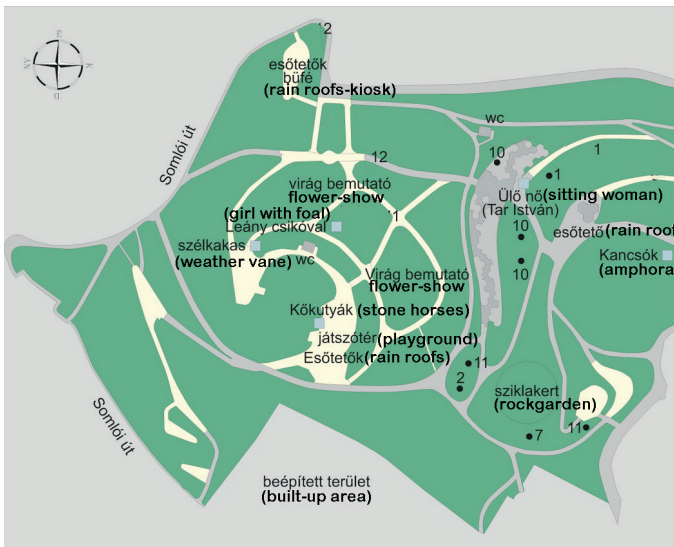 É
NY
K
D
12
esőtetők
büfé
(rain roofs-kiosk)
Somlói út
wc
10
12
1
1
virág bemutató
flower-show
(girl with foal)
Leány csikóval
11
szélkakas
(weather vane)
wc
Ülő nő(sitting woman)
(Tar István)
10
esőtető(rain roof
10
Kancsók
(amphora
Virág bemutató
flower-show
Kőkutyák (stone horses)
játszótér(playground)
Esőtetők(rain roofs)
11
2
sziklakert
(rockgarden)
7
11
Somlói út
beépített terület
(built-up area)